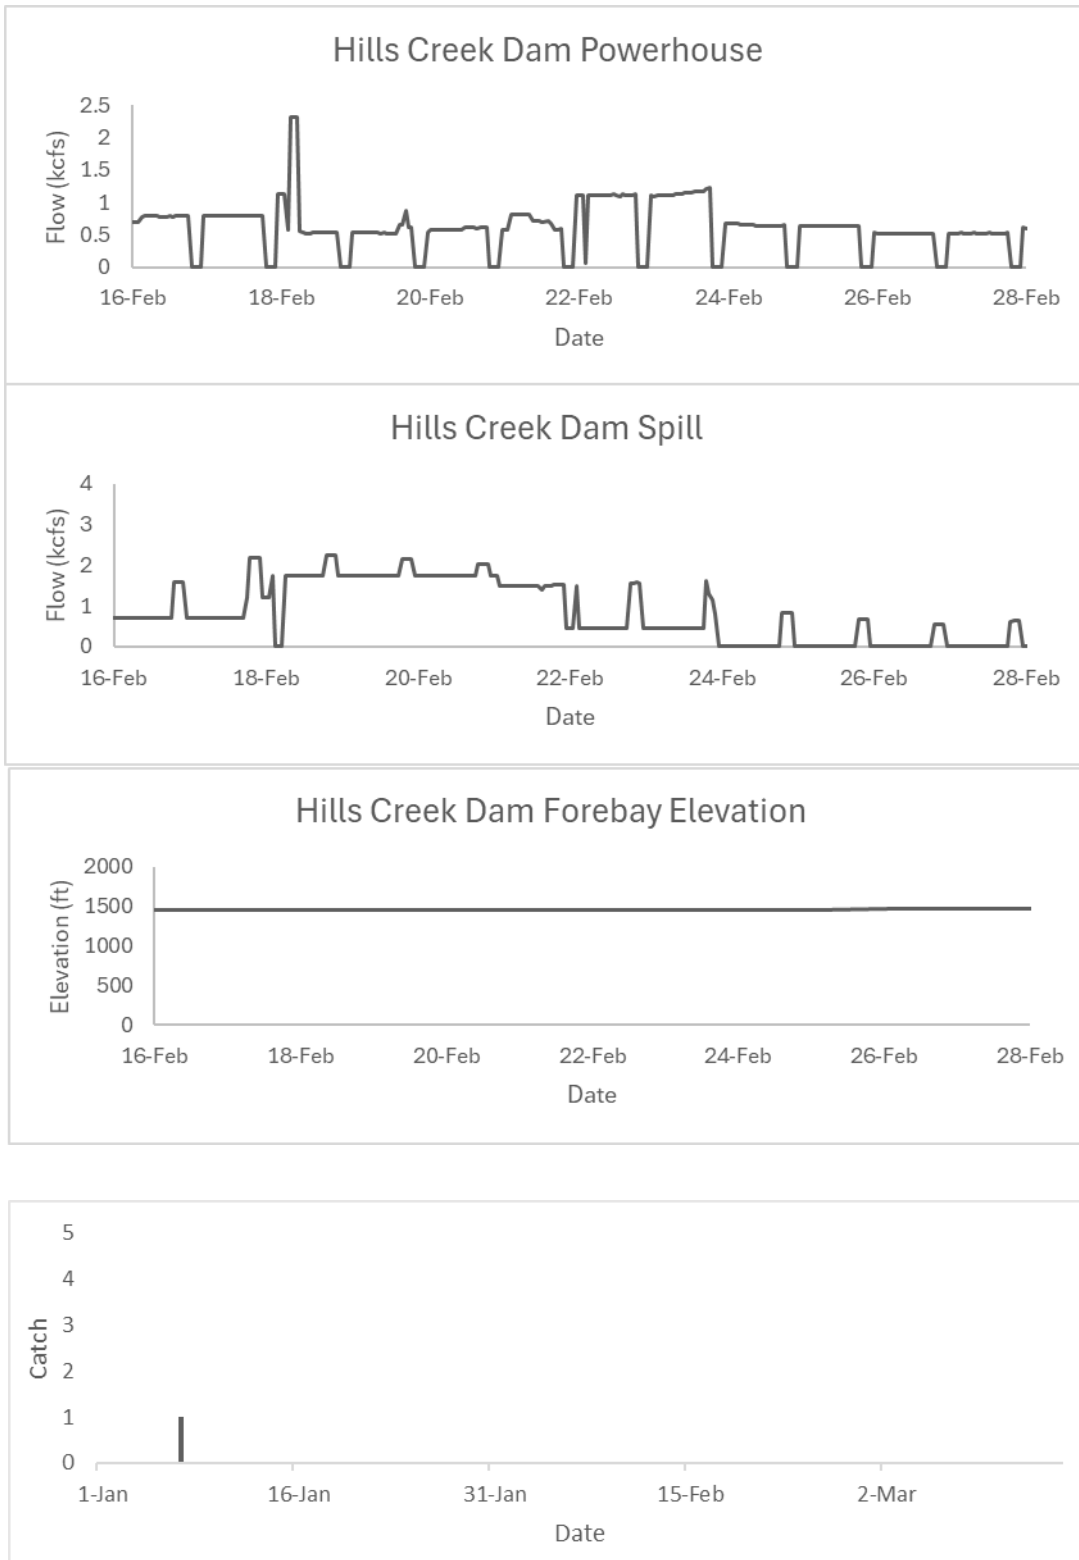 Hills Creek Dam Powerhouse
Flow (kcfs)
2.5
2
1.5
1
0.5
0
16-Feb 18-Feb 20-Feb 22-Feb 24-Feb 26-Feb 28-Feb
Date
Hills Creek Dam Spill
Flow (kcfs)
4
3
2
1
0
16-Feb 18-Feb 20-Feb 22-Feb 24-Feb 26-Feb 28-Feb
Date
Hills Creek Dam Forebay Elevation
Elevation (ft)
2000
1500
1000
500
0
16-Feb 18-Feb 20-Feb 22-Feb 24-Feb 26-Feb 28-Feb
Date
Catch
5
4
3
2
1
0
1-Jan 16-Jan 31-Jan 15-Feb 2-Mar
Date